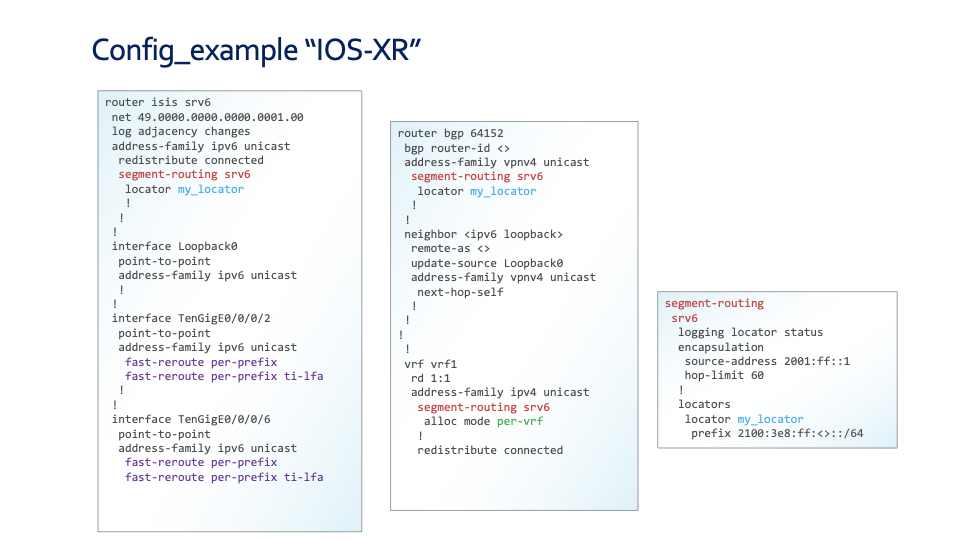 Config_example “IOS-XR”
router isis srv6
 net 49.0000.0000.0000.0001.00
 log adjacency changes
 address-family ipv6 unicast
  redistribute connected
  segment-routing srv6
   locator my_locator
   !
  !
 !
 interface Loopback0
  point-to-point
  address-family ipv6 unicast
  !
 !
 interface TenGigE0/0/0/2
  point-to-point
  address-family ipv6 unicast
   fast-reroute per-prefix
   fast-reroute per-prefix ti-lfa
  !
 !
 interface TenGigE0/0/0/6
  point-to-point
  address-family ipv6 unicast
   fast-reroute per-prefix
   fast-reroute per-prefix ti-lfa
router bgp 64152
 bgp router-id <>
 address-family vpnv4 unicast
  segment-routing srv6
   locator my_locator
  !
 !
 neighbor <ipv6 loopback>
  remote-as <>
  update-source Loopback0
  address-family vpnv4 unicast
   next-hop-self
  !
 !
!
 !
 vrf vrf1
  rd 1:1
  address-family ipv4 unicast
   segment-routing srv6
    alloc mode per-vrf
   !
   redistribute connected
segment-routing
 srv6
  logging locator status
  encapsulation
   source-address 2001:ff::1
   hop-limit 60
  !
  locators
   locator my_locator
    prefix 2100:3e8:ff:<>::/64